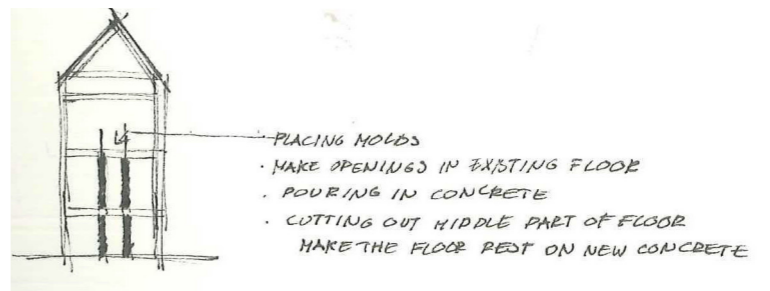 PLACING MOLDS
· MAKE OPENINGS IN EXISTING FLOOR
· POURING IN CONCRETE
· CUTTING OUT MIDDLE PART OF FLOOR
MAKE THE FLOOR REST ON NEW CONCRETE